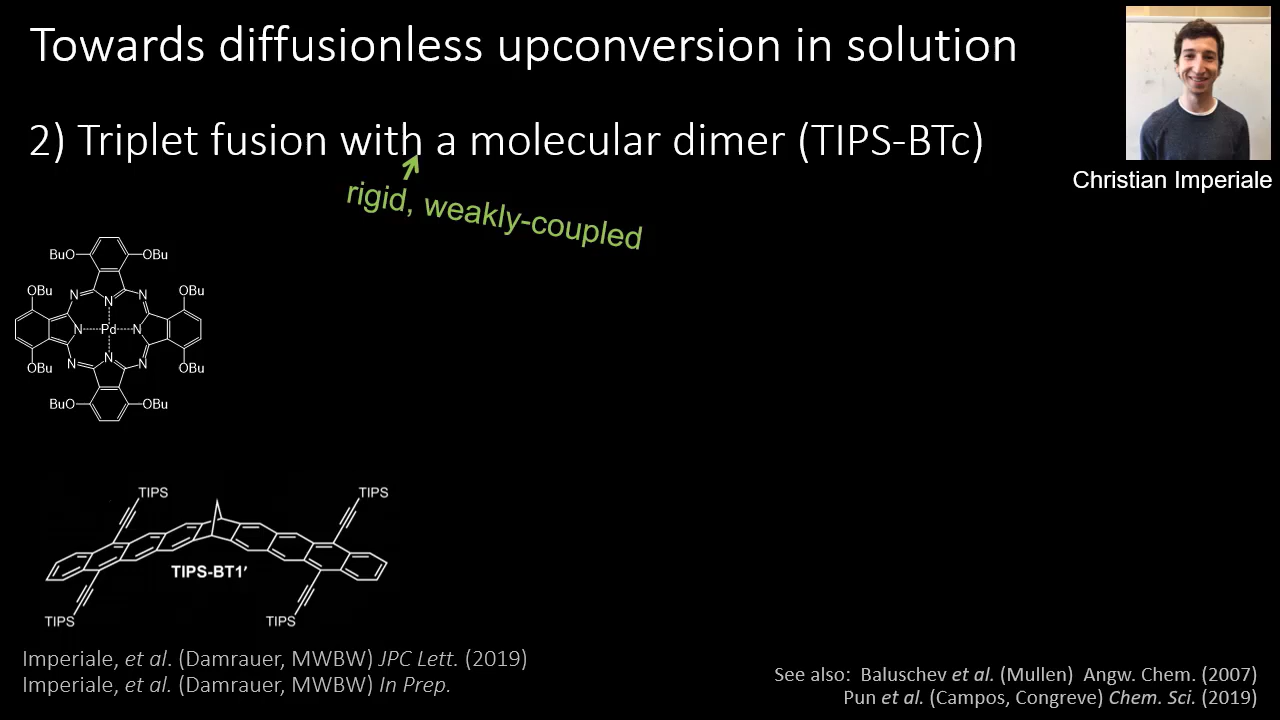 Towards diffusionless upconversion in solution
2) Triplet fusion with a molecular dimer (TIPS-BTc)
rigid, weakly-coupled
Christian Imperiale
BuO OBu
OBu N N N OBu
N Pd N
OBu N N N OBu
BuO OBu
TIPS TIPS
TIPS-BT1′
TIPS TIPS
Imperiale, et al. (Damrauer, MWBW) JPC Lett. (2019)
Imperiale, et al. (Damrauer, MWBW) In Prep.
See also: Baluschev et al. (Mullen) Angw. Chem. (2007)
Pun et al. (Campos, Congreve) Chem. Sci. (2019)